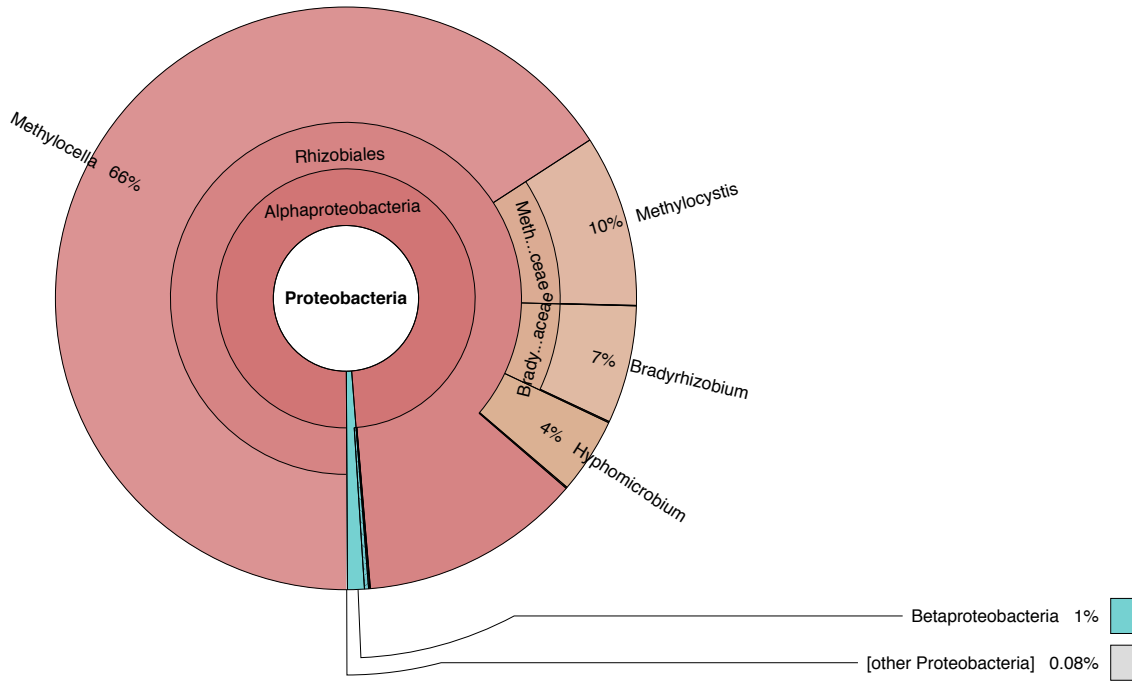 Methylocella 66%
Rhizobiales
Alphaproteobacteria
Proteobacteria
Meth...ceae
10% Methylocystis
Brady...aceae
7% Bradyrhizobium
4% Hyphomicrobium
Betaproteobacteria 1%
[other Proteobacteria] 0.08%